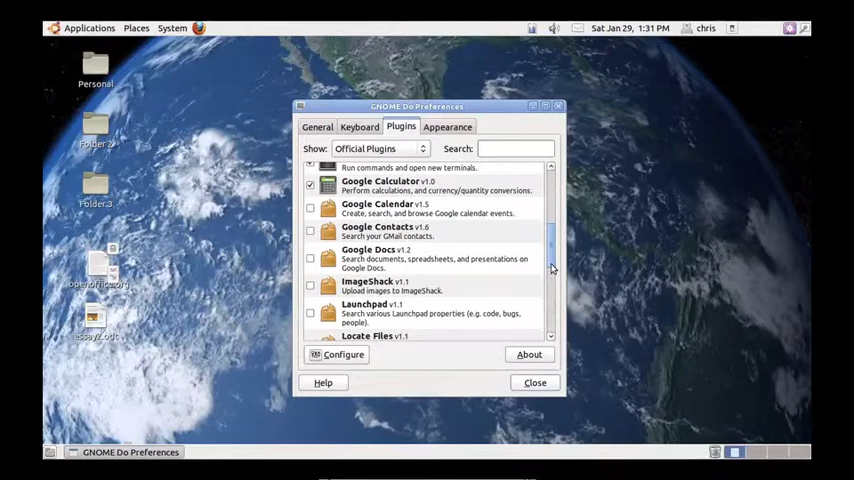 Applications Places System Sat Jan 29, 1:31 PM chris
Personal
Folder 2
Folder 3
openoffice.org
essay2.odt
GNOME Do Preferences
General Keyboard Plugins Appearance
Show: Official Plugins Search:
Run commands and open new terminals.
Google Calculator v1.0
Perform calculations, and currency/quantity conversions.
Google Calendar v1.5
Create, search, and browse Google calendar events.
Google Contacts v1.6
Search your GMail contacts.
Google Docs v1.2
Search documents, spreadsheets, and presentations on
Google Docs.
ImageShack v1.1
Upload images to ImageShack.
Launchpad v1.1
Search various Launchpad properties (e.g. code, bugs,
people).
Locate Files v1.1
Configure About
Help Close
GNOME Do Preferences